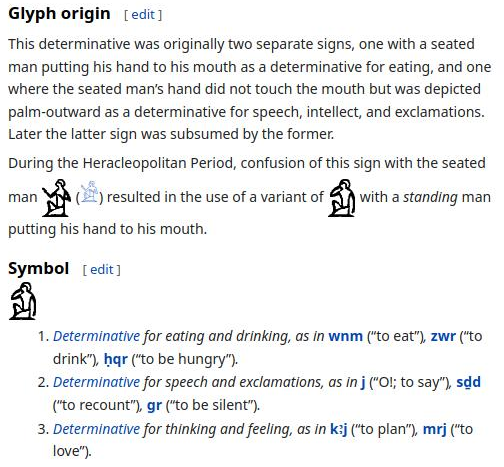 Glyph origin [ edit ]
This determinative was originally two separate signs, one with a seated
man putting his hand to his mouth as a determinative for eating, and one
where the seated man’s hand did not touch the mouth but was depicted
palm-outward as a determinative for speech, intellect, and exclamations.
Later the latter sign was subsumed by the former.
During the Heracleopolitan Period, confusion of this sign with the seated
man 𓀀 (𓀀) resulted in the use of a variant of 𓀁 with a standing man
putting his hand to his mouth.
Symbol [ edit ]
𓀁
1. Determinative for eating and drinking, as in wnm (“to eat”), zwr (“to
drink”), ḥqr (“to be hungry”).
2. Determinative for speech and exclamations, as in j (“O!; to say”), sḏd
(“to recount”), gr (“to be silent”).
3. Determinative for thinking and feeling, as in kꜣj (“to plan”), mrj (“to
love”).